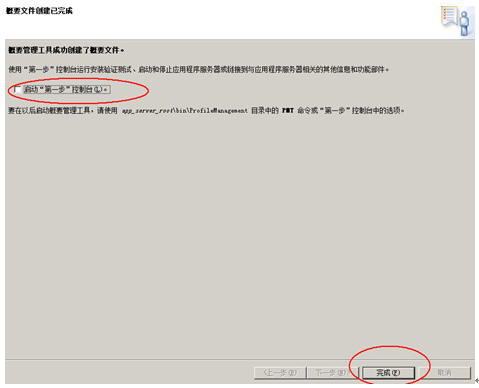 概要文件创建已完成
概要管理工具成功创建了概要文件。
使用“第一步”控制台运行安装验证测试、启动和停止应用程序服务器或链接到与应用程序服务器相关的其他信息和功能部件。
启动“第一步”控制台(L)。
要在以后启动概要管理工具，请使用 app_server_root\bin\ProfileManagement 目录中的 PMT 命令或“第一步”控制台中的选项。
<上一步(B) 下一步(N)> 完成(F) 取消